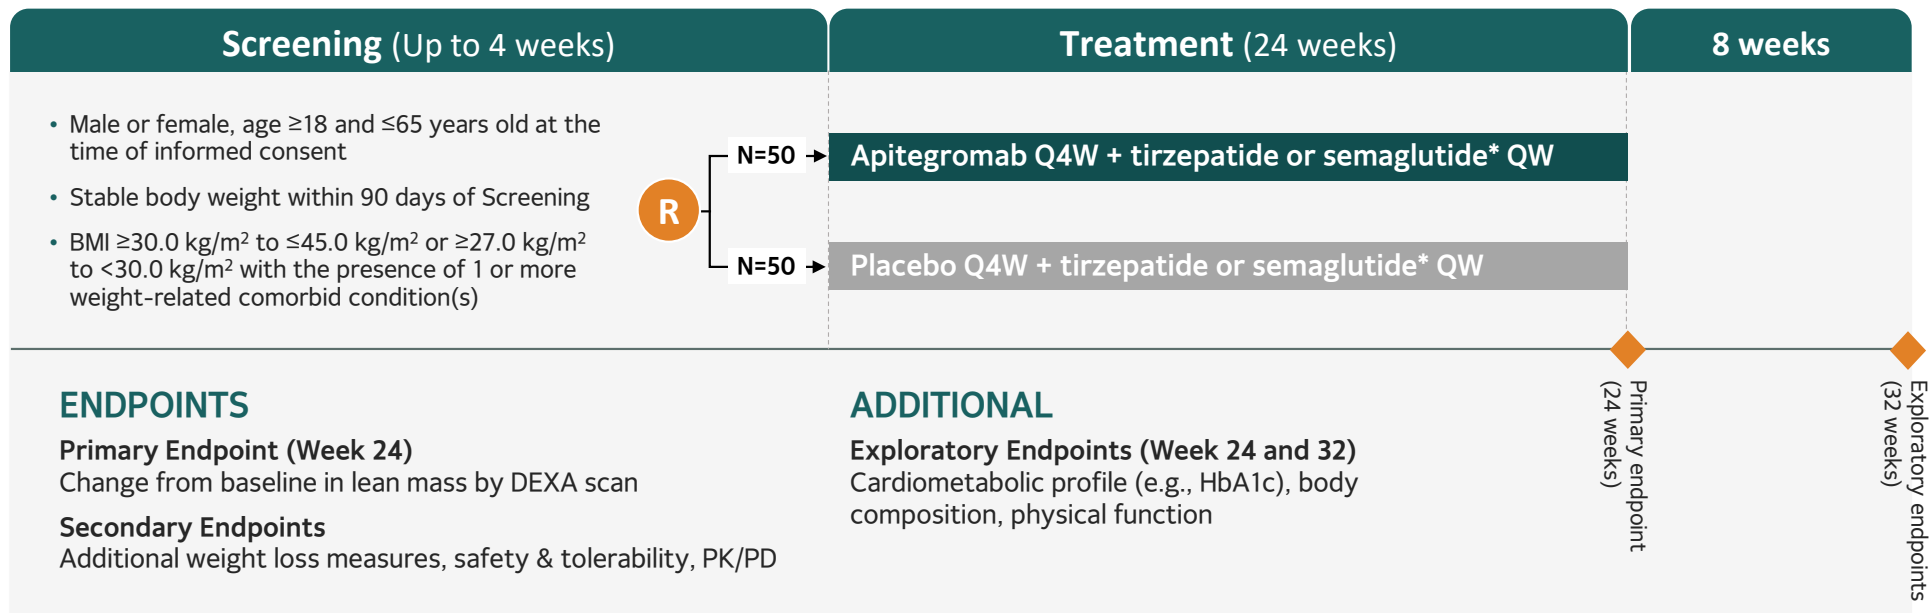 Screening (Up to 4 weeks)
Treatment (24 weeks)
8 weeks
• Male or female, age ≥18 and ≤65 years old at the
time of informed consent
• Stable body weight within 90 days of Screening
• BMI ≥30.0 kg/m² to ≤45.0 kg/m² or ≥27.0 kg/m²
to <30.0 kg/m² with the presence of 1 or more
weight-related comorbid condition(s)
R
N=50
Apitegromab Q4W + tirzepatide or semaglutide* QW
N=50
Placebo Q4W + tirzepatide or semaglutide* QW
ENDPOINTS
Primary Endpoint (Week 24)
Change from baseline in lean mass by DEXA scan
Secondary Endpoints
Additional weight loss measures, safety & tolerability, PK/PD
ADDITIONAL
Exploratory Endpoints (Week 24 and 32)
Cardiometabolic profile (e.g., HbA1c), body
composition, physical function
Primary endpoint
(24 weeks)
Exploratory endpoints
(32 weeks)